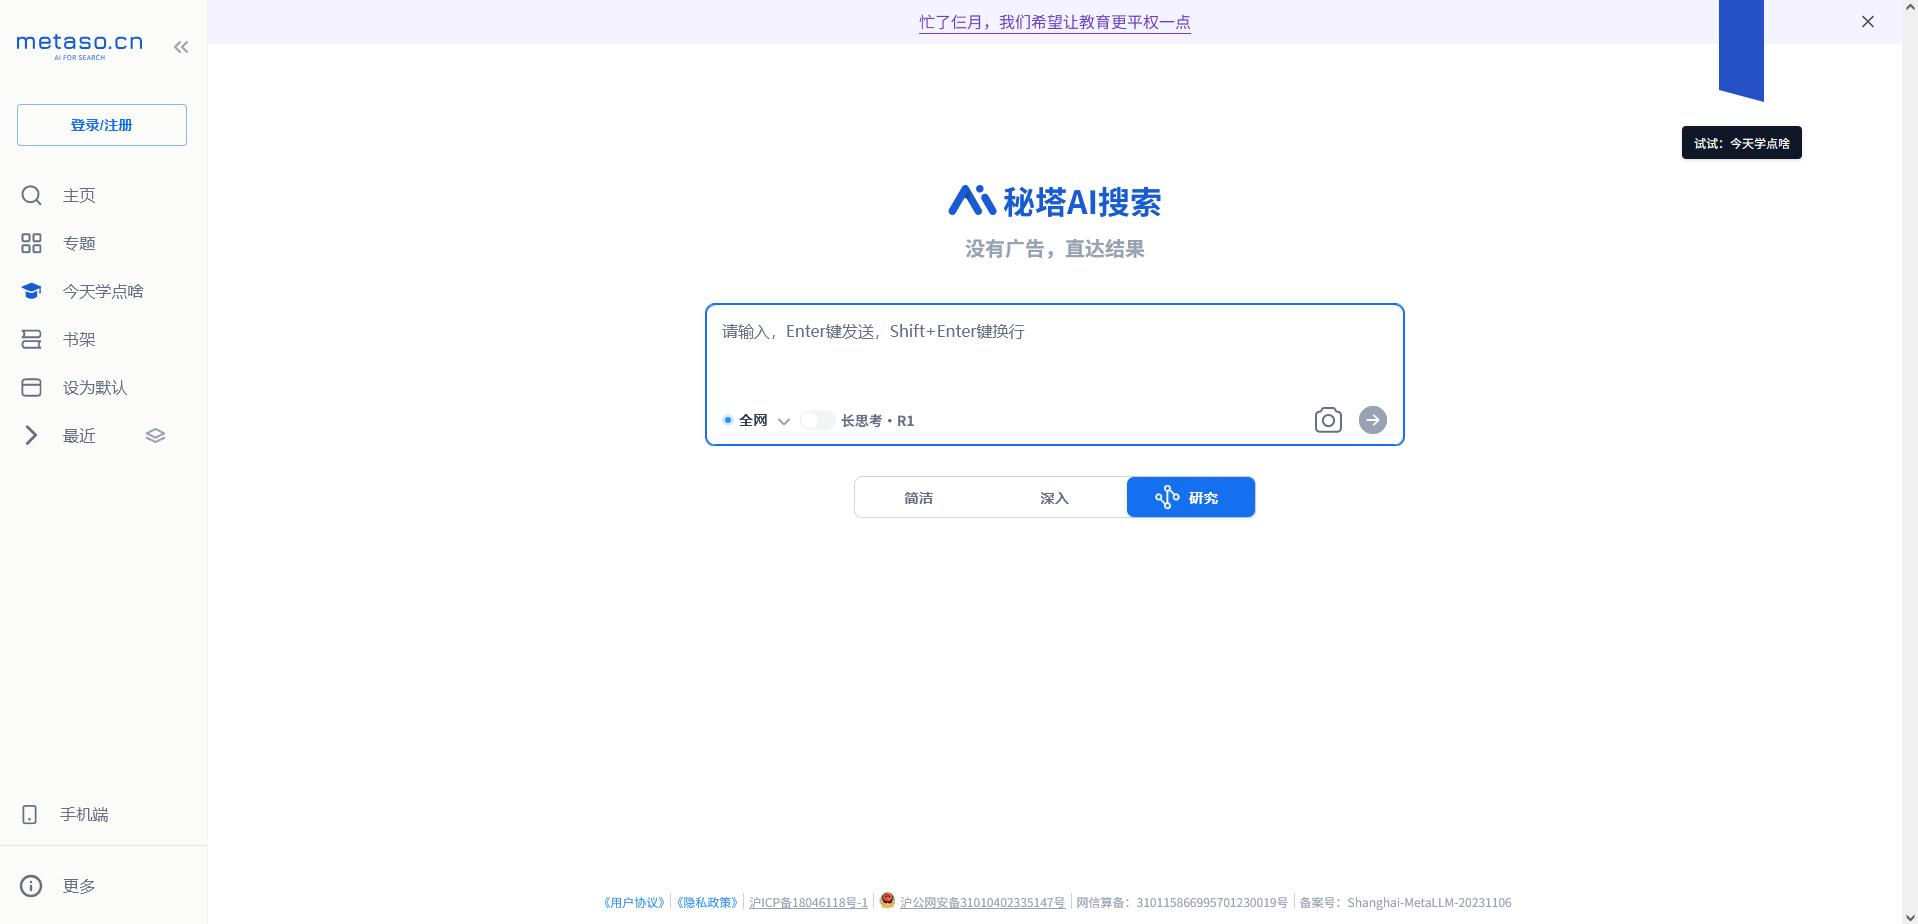 忙了仨月，我们希望让教育更平权一点
metaso.cn
AI FOR SEARCH
登录/注册
主页
专题
今天学点啥
书架
设为默认
最近
手机端
更多
试试：今天学点啥
秘塔AI搜索
没有广告，直达结果
请输入，Enter键发送，Shift+Enter键换行
全网 长思考·R1
简洁 深入 研究
《用户协议》 《隐私政策》 沪ICP备18046118号-1 沪公网安备31010402335147号 网信算备：310115866995701230019号 备案号：Shanghai-MetaLLM-20231106